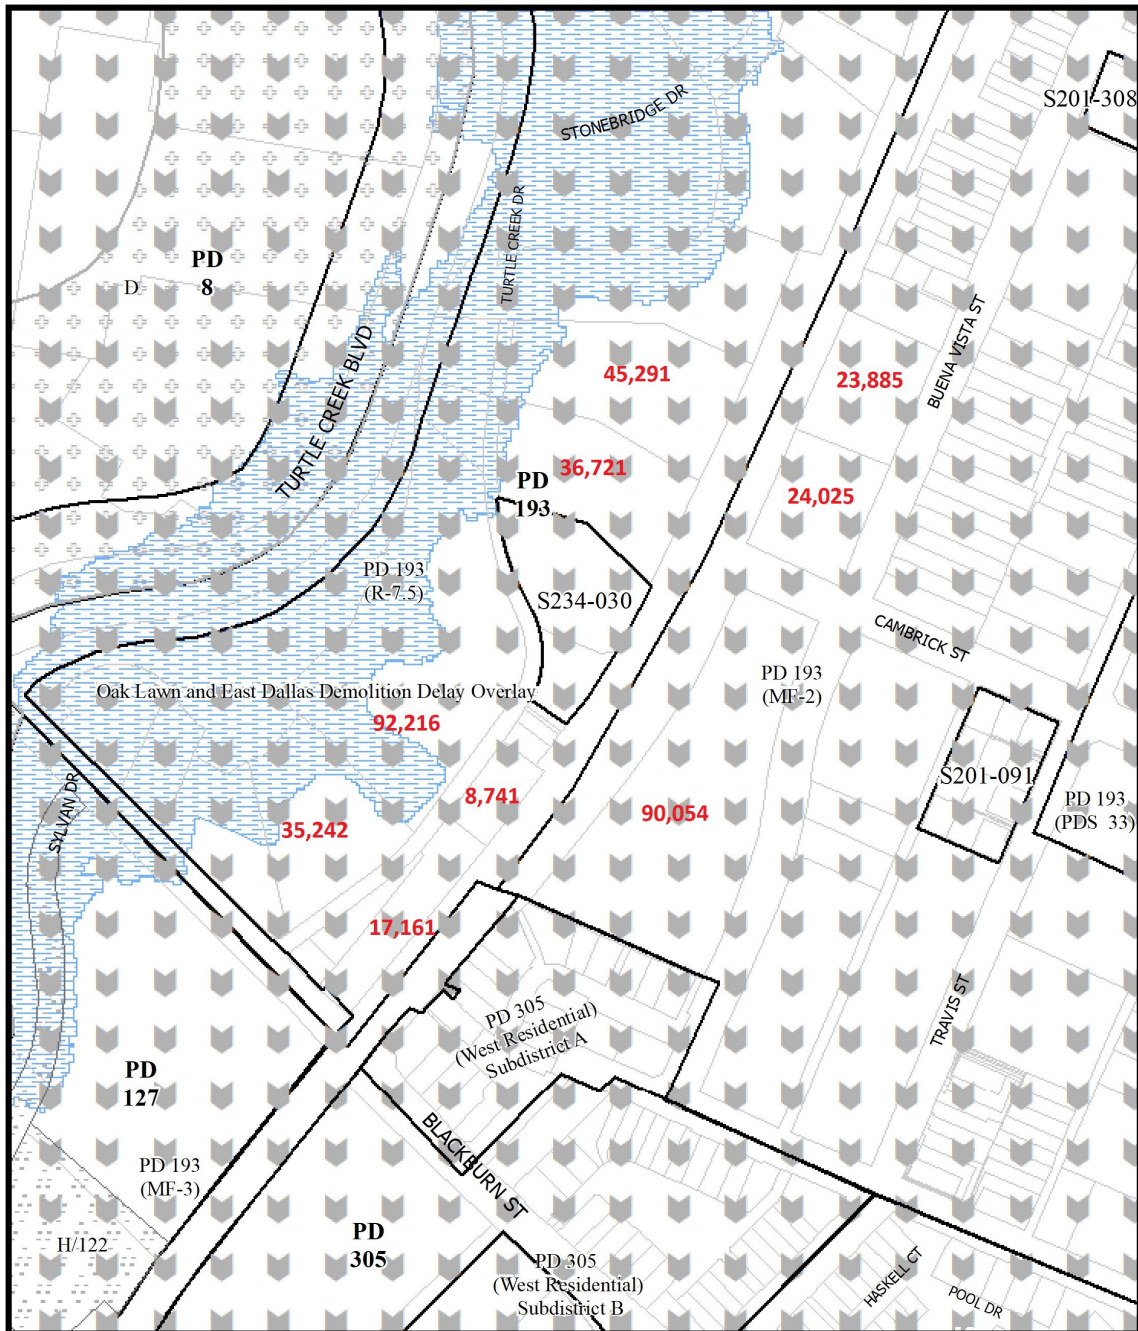 S201-308
STONEBRIDGE DR
TURTLE CREEK DR
PD
8
D
TURTLE CREEK BLVD
BUENA VISTA ST
45,291
23,885
36,721
PD
193
24,025
PD 193
(R-7.5)
S234-030
CAMBRICK ST
PD 193
(MF-2)
Oak Lawn and East Dallas Demolition Delay Overlay
92,216
S201-091
8,741
PD 193
(PDS 33)
SYLVAN DR
90,054
35,242
17,161
TRAVIS ST
PD 305
(West Residential)
Subdistrict A
PD
127
BLACKBURN ST
PD 193
(MF-3)
PD
305
H/122
PD 305
(West Residential)
Subdistrict B
HASKELL CT
POOL DR